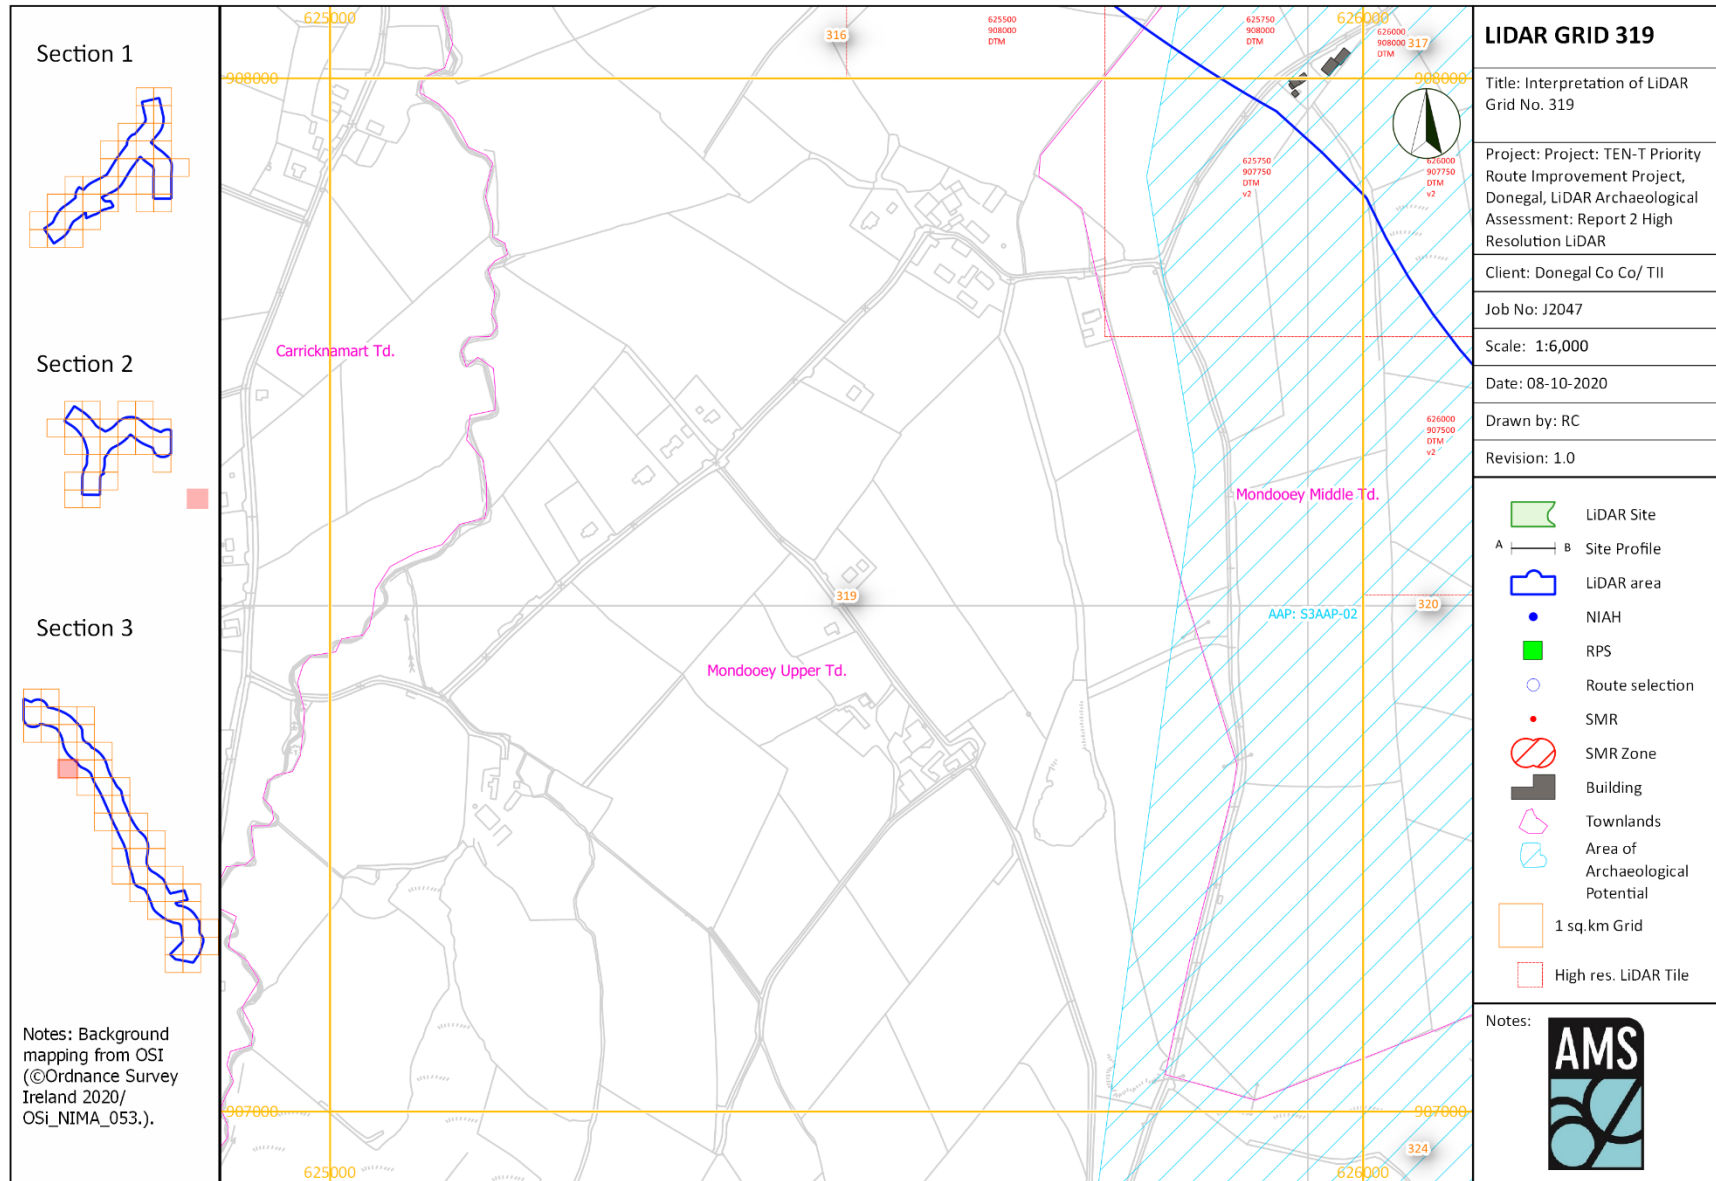 Section 1
Section 2
Section 3
Notes: Background
mapping from OSI
(©Ordnance Survey
Ireland 2020/
OSi_NIMA_053.).
625000
626000
908000
908000
316
625500
908000
DTM
625750
908000
DTM
626000
908000
DTM
317
625750
907750
DTM
v2
626000
907750
DTM
v2
Carricknamart Td.
626000
907500
DTM
v2
Mondooey Middle Td.
319
320
AAP: S3AAP-02
Mondooey Upper Td.
907000
907000
324
625000
626000
LIDAR GRID 319
Title: Interpretation of LiDAR
Grid No. 319
Project: Project: TEN-T Priority
Route Improvement Project,
Donegal, LiDAR Archaeological
Assessment: Report 2 High
Resolution LiDAR
Client: Donegal Co Co/ TII
Job No: J2047
Scale: 1:6,000
Date: 08-10-2020
Drawn by: RC
Revision: 1.0
LiDAR Site
A B Site Profile
LiDAR area
NIAH
RPS
Route selection
SMR
SMR Zone
Building
Townlands
Area of
Archaeological
Potential
1 sq.km Grid
High res. LiDAR Tile
Notes:
AMS